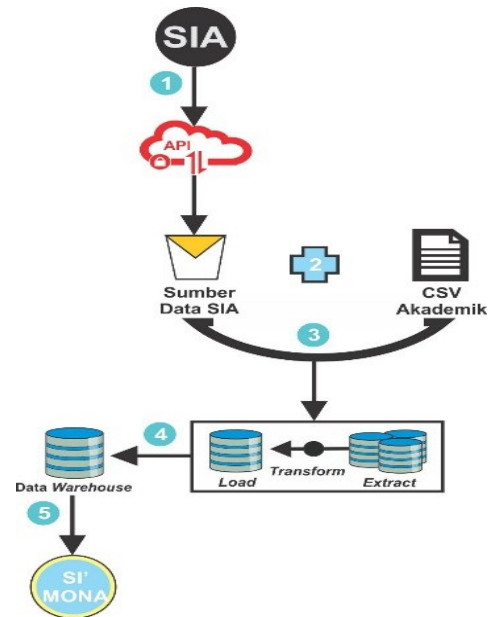 SIA
1
API
2
Sumber
Data SIA
CSV
Akademik
3
4
Load
Transform
Extract
Data Warehouse
5
SI'
MONA